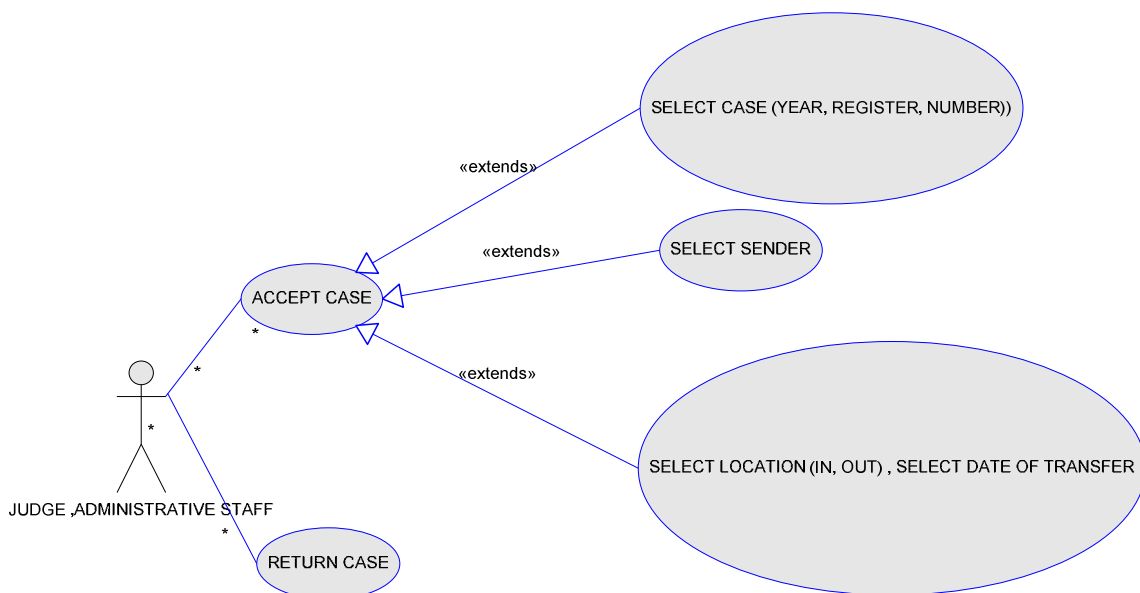 SELECT CASE (YEAR, REGISTER, NUMBER))
«extends»
«extends»
SELECT SENDER
ACCEPT CASE
*
*
«extends»
*
SELECT LOCATION (IN, OUT) , SELECT DATE OF TRANSFER
JUDGE ,ADMINISTRATIVE STAFF
*
RETURN CASE